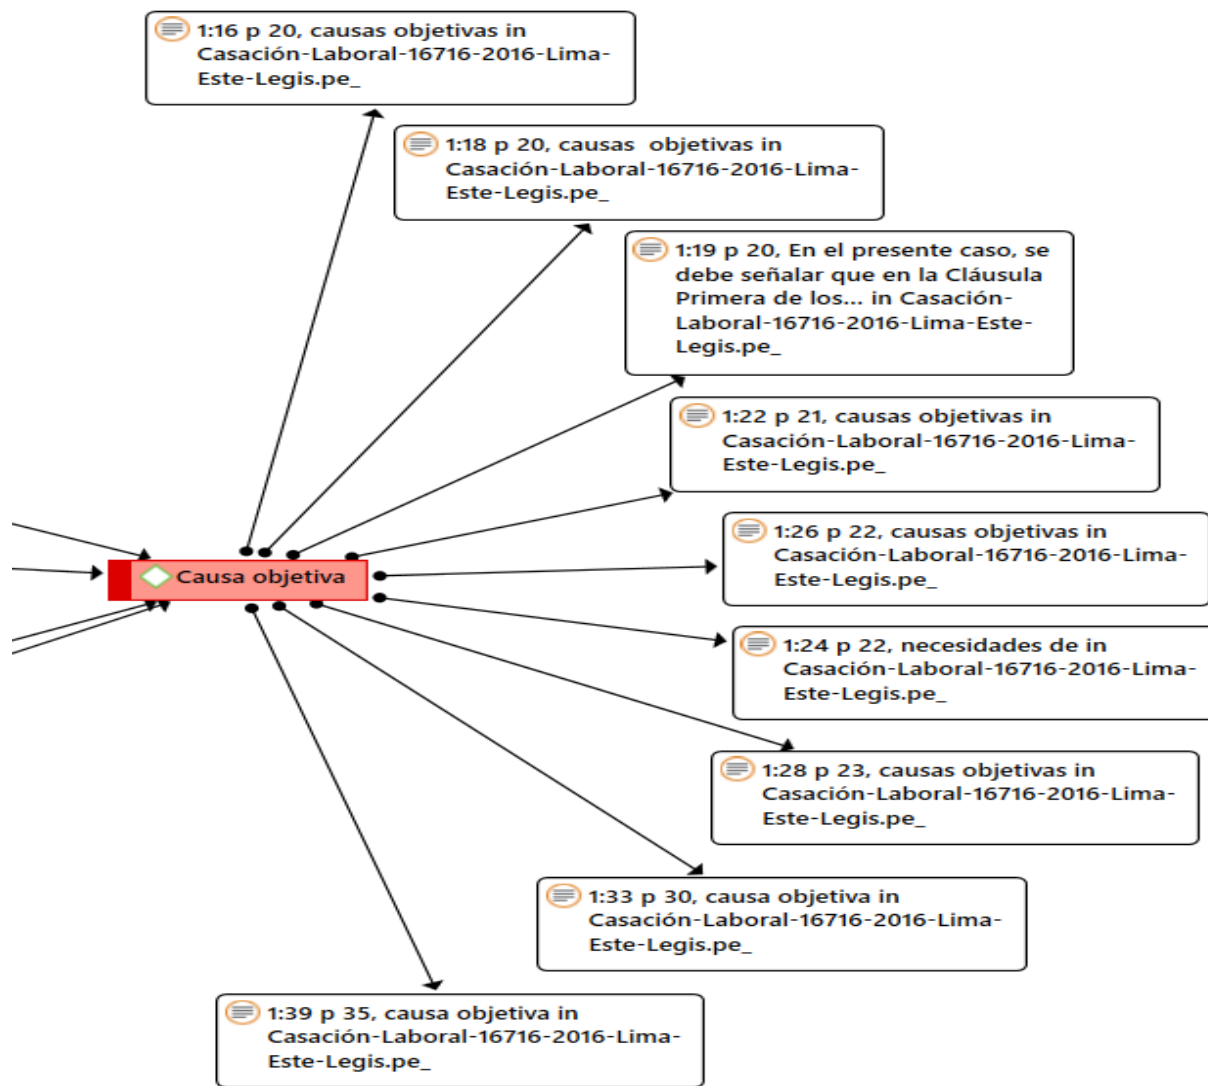 1:16 p 20, causas objetivas in
Casación-Laboral-16716-2016-Lima-
Este-Legis.pe_
1:18 p 20, causas  objetivas in
Casación-Laboral-16716-2016-Lima-
Este-Legis.pe_
1:19 p 20, En el presente caso, se
debe señalar que en la Cláusula
Primera de los... in Casación-
Laboral-16716-2016-Lima-Este-
Legis.pe_
1:22 p 21, causas objetivas in
Casación-Laboral-16716-2016-Lima-
Este-Legis.pe_
1:26 p 22, causas objetivas in
Casación-Laboral-16716-2016-Lima-
Este-Legis.pe_
Causa objetiva
1:24 p 22, necesidades de in
Casación-Laboral-16716-2016-Lima-
Este-Legis.pe_
1:28 p 23, causas objetivas in
Casación-Laboral-16716-2016-Lima-
Este-Legis.pe_
1:33 p 30, causa objetiva in
Casación-Laboral-16716-2016-Lima-
Este-Legis.pe_
1:39 p 35, causa objetiva in
Casación-Laboral-16716-2016-Lima-
Este-Legis.pe_